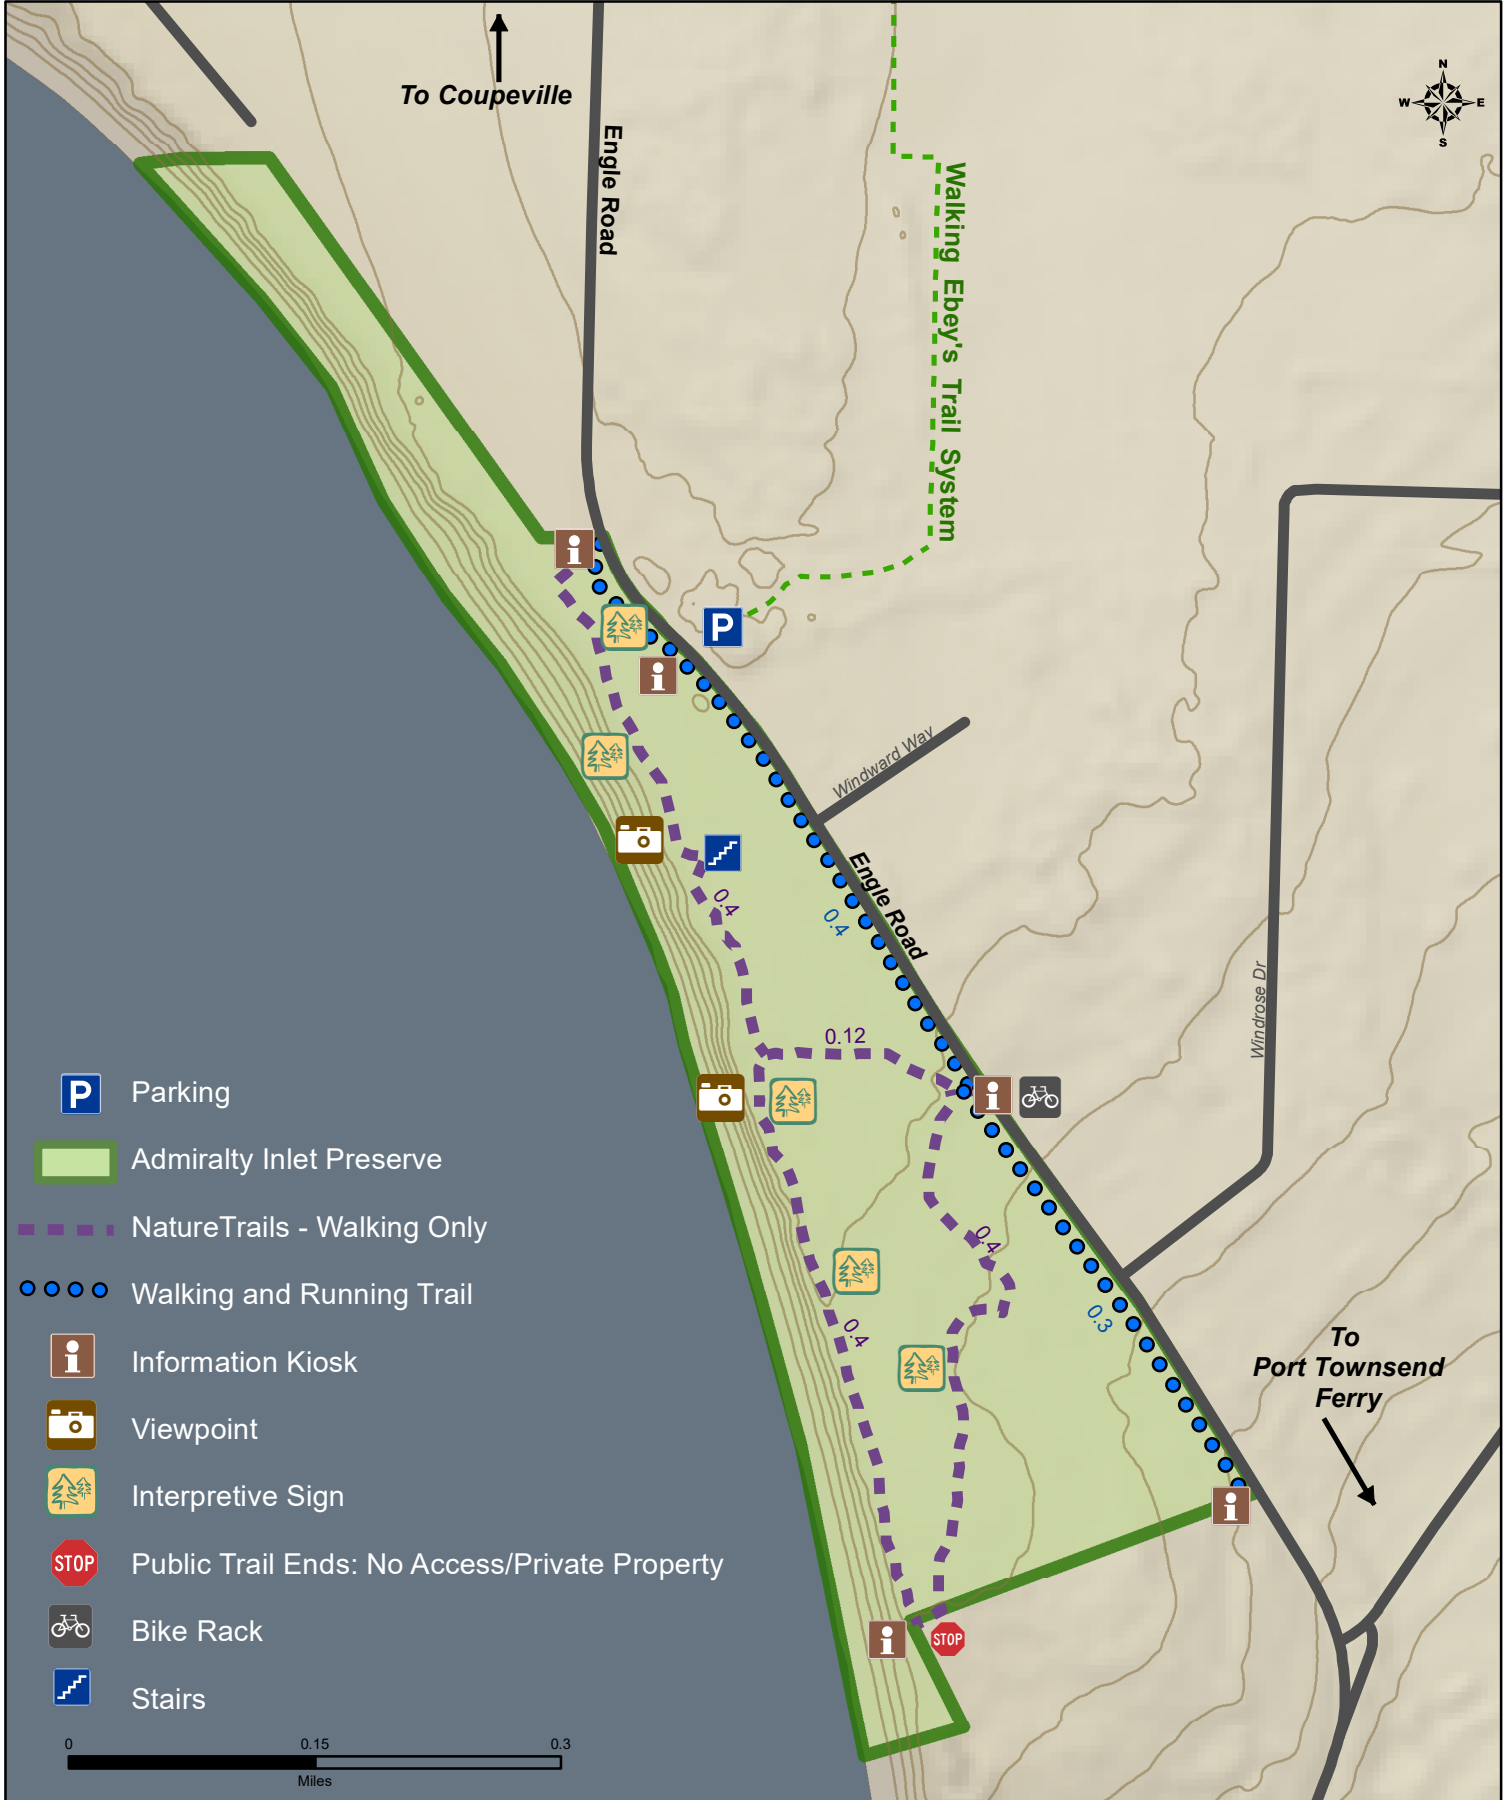 To Coupeville
N
W
E
S
Engle Road
Walking Ebey's Trail System
P
Windward Way
Engle Road
0.4
0.4
0.12
Windrose Dr
0.4
0.3
0.4
To
Port Townsend
Ferry
STOP
P Parking
Admiralty Inlet Preserve
NatureTrails - Walking Only
Walking and Running Trail
i Information Kiosk
Viewpoint
Interpretive Sign
STOP Public Trail Ends: No Access/Private Property
Bike Rack
Stairs
0 0.15 0.3
Miles